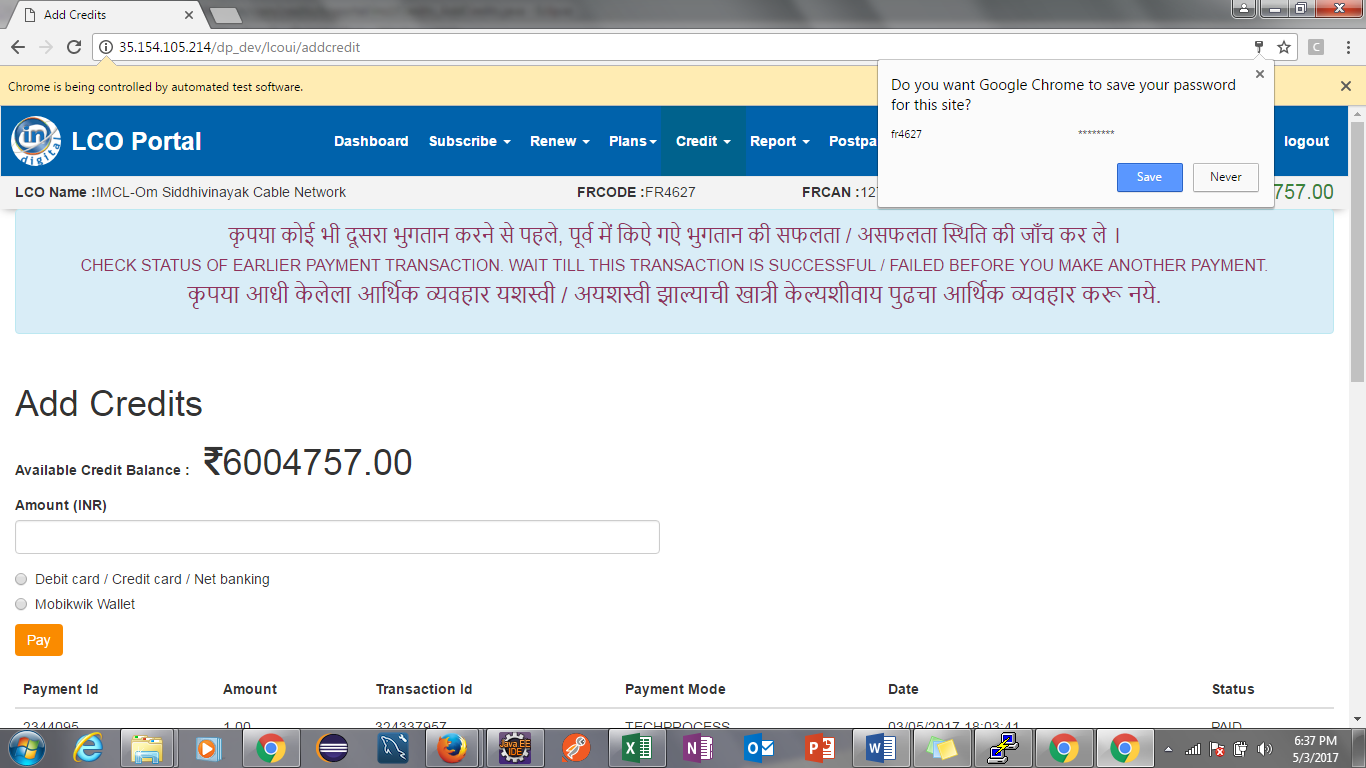 Add Credits
35.154.105.214/dp_dev/lcoui/addcredit
Chrome is being controlled by automated test software.
Do you want Google Chrome to save your password
for this site?
fr4627 ********
Save Never
in
digital
LCO Portal Dashboard Subscribe Renew Plans Credit Report Postpa logout
LCO Name :IMCL-Om Siddhivinayak Cable Network FRCODE :FR4627 FRCAN :12 757.00
कृपया कोई भी दूसरा भुगतान करने से पहले, पूर्व में किऐ गऐ भुगतान की सफलता / असफलता स्थिति की जाँच कर ले ।
CHECK STATUS OF EARLIER PAYMENT TRANSACTION. WAIT TILL THIS TRANSACTION IS SUCCESSFUL / FAILED BEFORE YOU MAKE ANOTHER PAYMENT.
कृपया आधी केलेला आर्थिक व्यवहार यशस्वी / अयशस्वी झाल्याची खात्री केल्यशीवाय पुढचा आर्थिक व्यवहार करू नये.
Add Credits
Available Credit Balance : ₹6004757.00
Amount (INR)
Debit card / Credit card / Net banking
Mobikwik Wallet
Pay
Payment Id Amount Transaction Id Payment Mode Date Status
2344095 1.00 324337957 TECHPROCESS 03/05/2017 18:03:41 PAID
Java EE
IDE
6:37 PM
5/3/2017